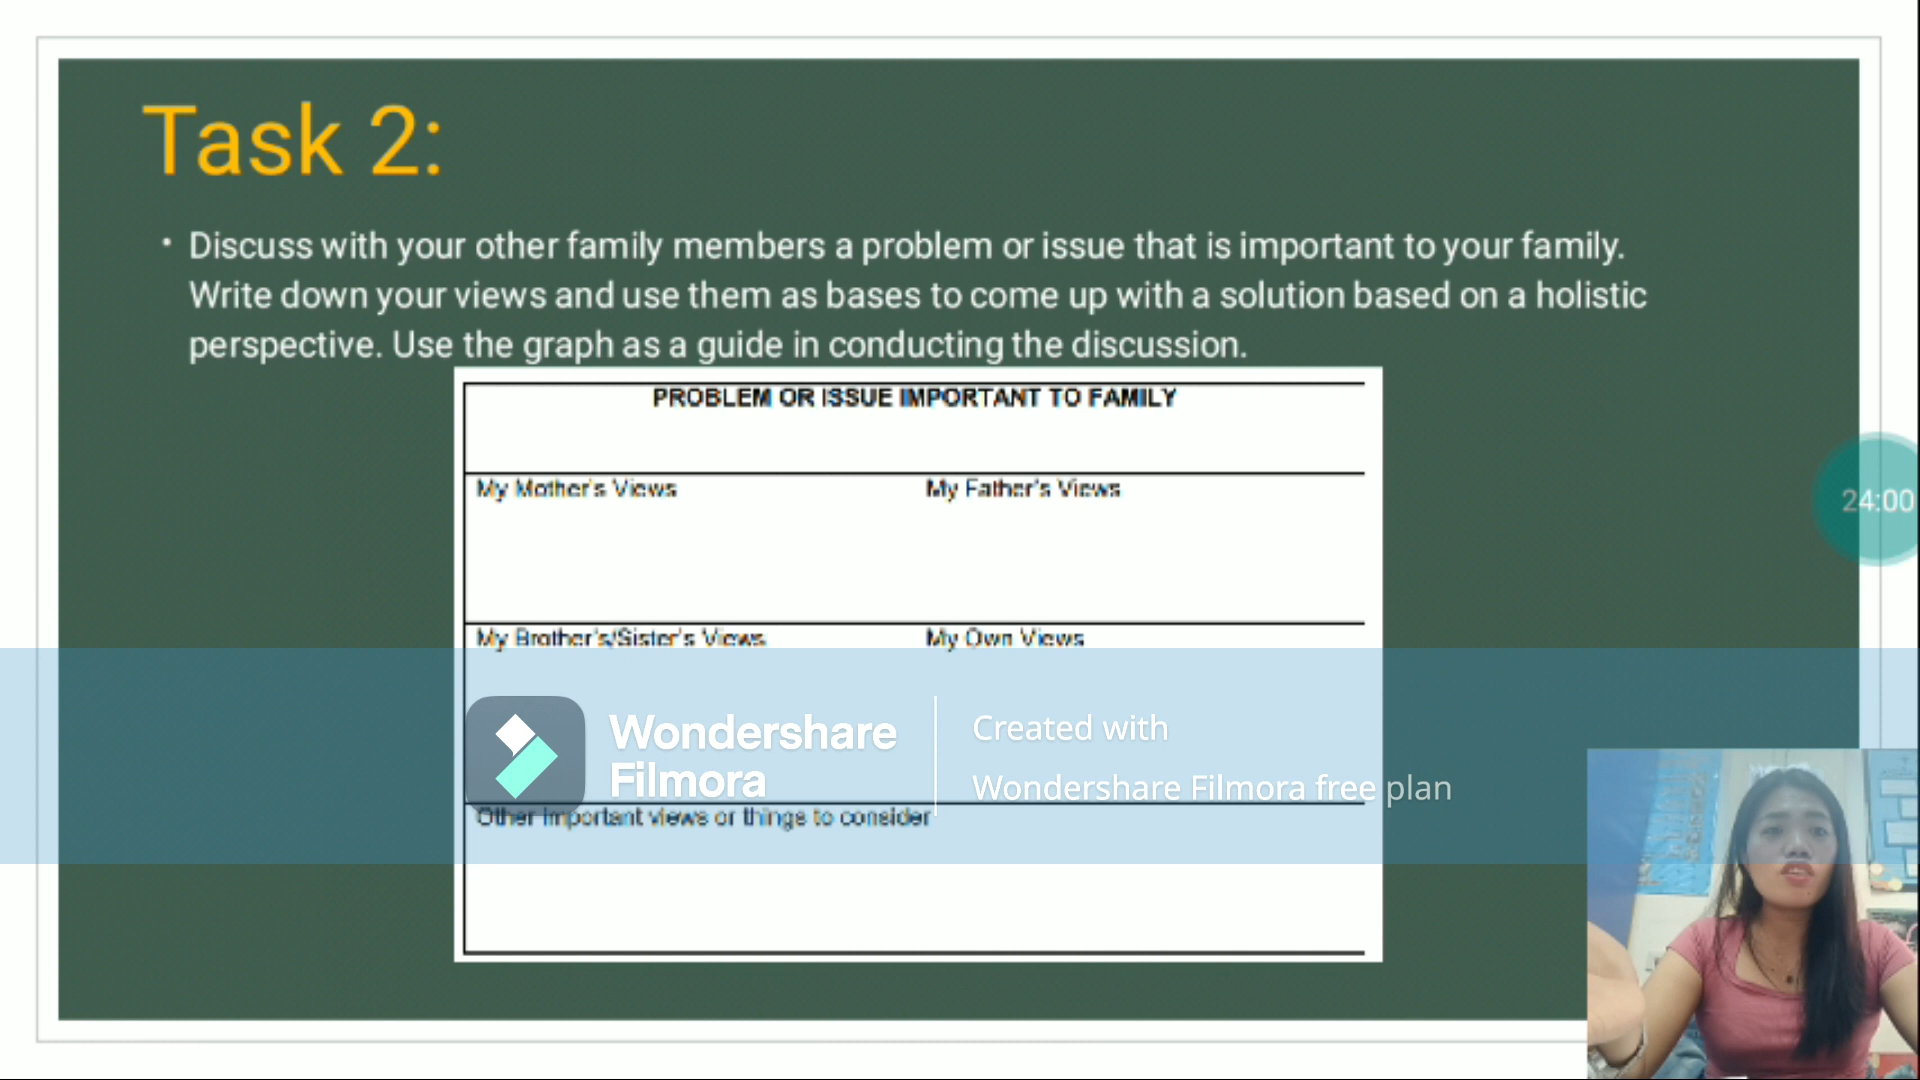 Task 2:
• Discuss with your other family members a problem or issue that is important to your family.
Write down your views and use them as bases to come up with a solution based on a holistic
perspective. Use the graph as a guide in conducting the discussion.
PROBLEM OR ISSUE IMPORTANT TO FAMILY
My Mother's Views My Father's Views
24:00
My Brother's/Sister's Views My Own Views
Wondershare
Filmora
Created with
Wondershare Filmora free plan
Other important views or things to consider